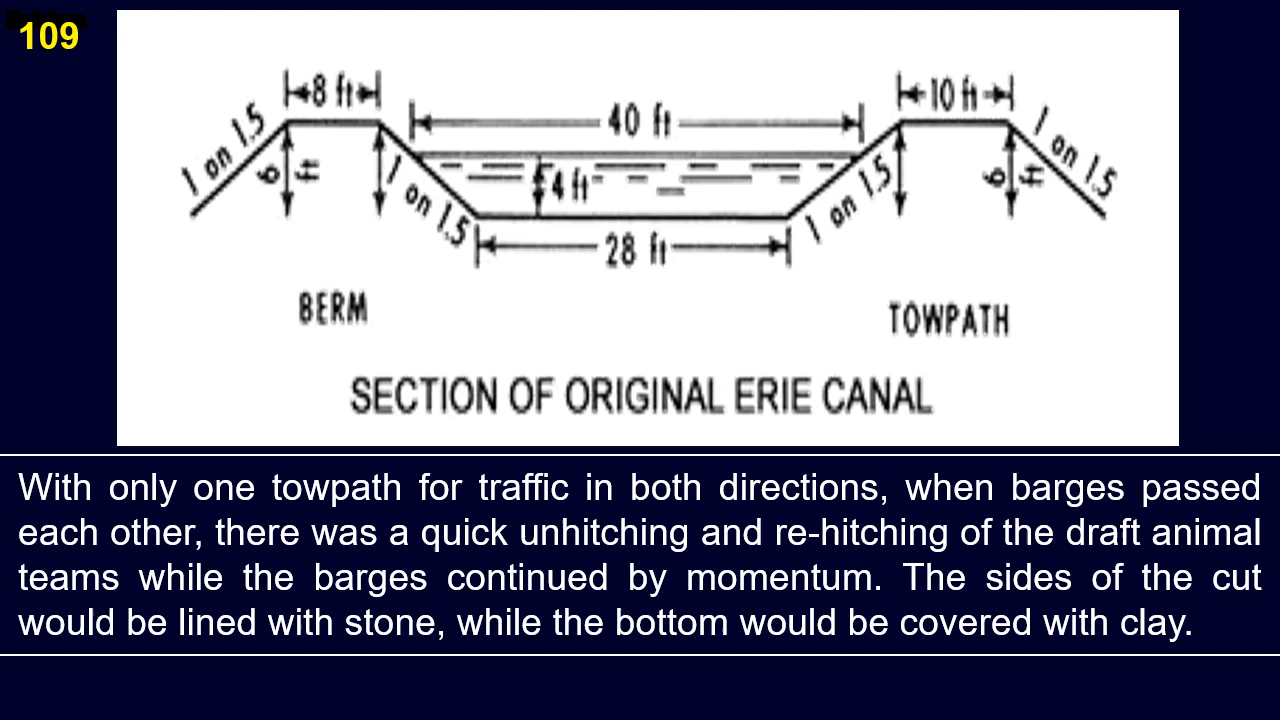 109
8 ft
10 ft
40 ft
1 on 1.5
1 on 1.5
6 ft
6 ft
4 ft
1 on 1.5
1 on 1.5
28 ft
BERM
TOWPATH
SECTION OF ORIGINAL ERIE CANAL
With only one towpath for traffic in both directions, when barges passed
each other, there was a quick unhitching and re-hitching of the draft animal
teams while the barges continued by momentum. The sides of the cut
would be lined with stone, while the bottom would be covered with clay.